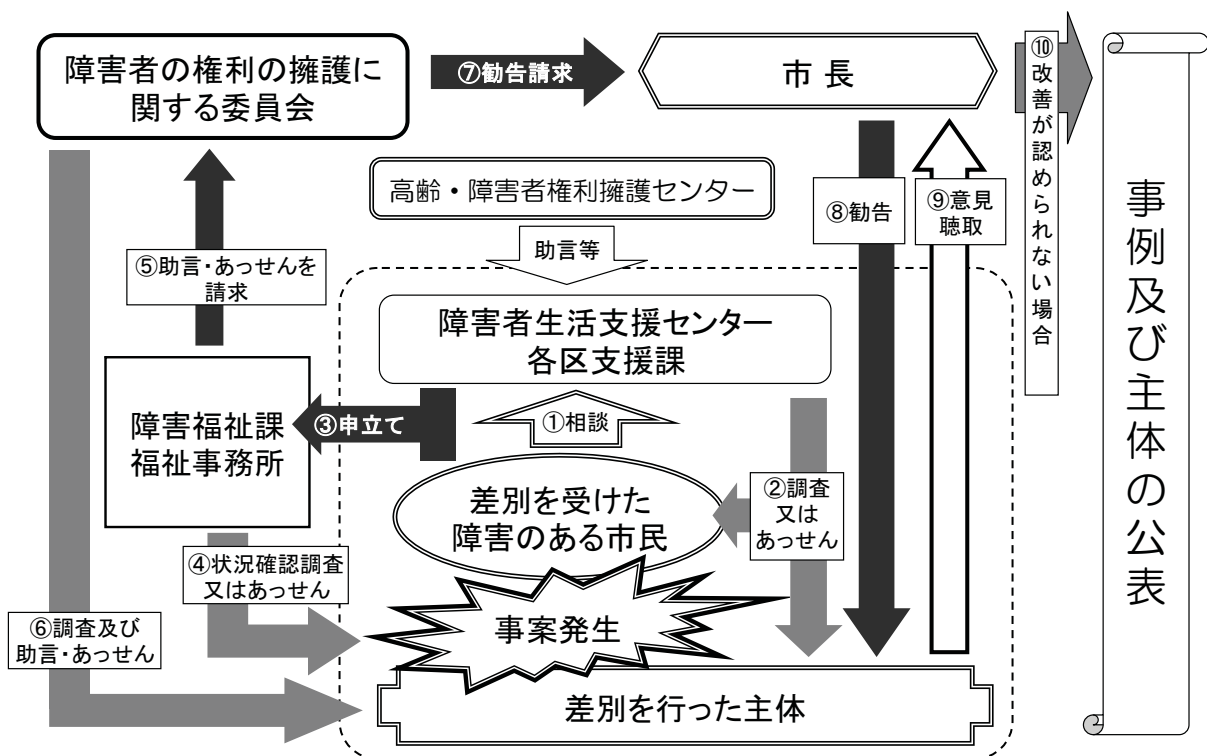 障害者の権利の擁護に
関する委員会
⑦勧告請求
市長
⑩改善が認められない場合
事例及び主体の公表
高齢・障害者権利擁護センター
⑧勧告
⑨意見
聴取
助言等
⑤助言・あっせんを
請求
障害者生活支援センター
各区支援課
③申立て
①相談
障害福祉課
福祉事務所
差別を受けた
障害のある市民
②調査
又は
あっせん
④状況確認調査
又はあっせん
事案発生
⑥調査及び
助言・あっせん
差別を行った主体